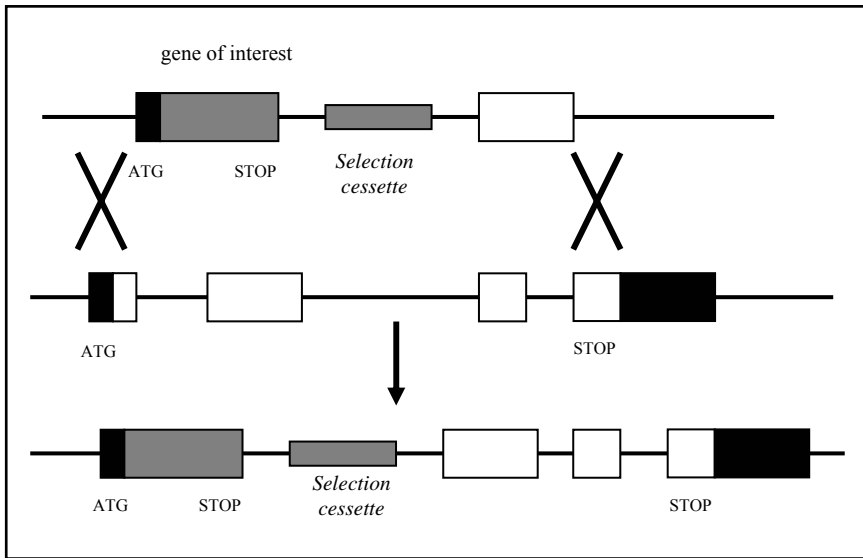 gene of interest
ATG
STOP
Selection
cessette
ATG
STOP
Selection
cessette
ATG
STOP
STOP